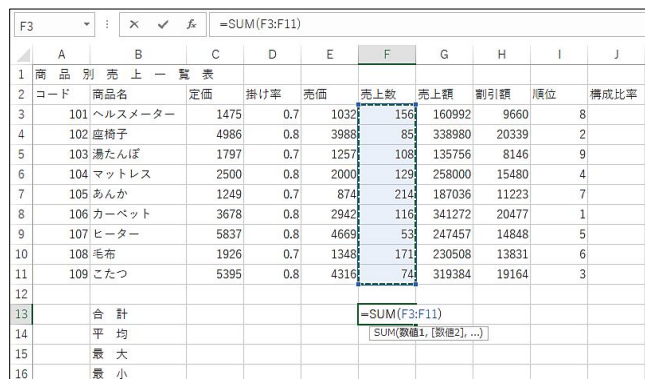 F3 fx =SUM(F3:F11)
A B C D E F G H I J
1 商 品 別 売 上 一 覧 表
2 コード 商品名 定価 掛け率 売価 売上数 売上額 割引額 順位 構成比率
3 101 ヘルスメーター 1475 0.7 1032 156 160992 9660 8
4 102 座椅子 4986 0.8 3988 85 338980 20339 2
5 103 湯たんぽ 1797 0.7 1257 108 135756 8146 9
6 104 マットレス 2500 0.8 2000 129 258000 15480 4
7 105 あんか 1249 0.7 874 214 187036 11223 7
8 106 カーペット 3678 0.8 2942 116 341272 20477 1
9 107 ヒーター 5837 0.8 4669 53 247457 14848 5
10 108 毛布 1926 0.7 1348 171 230508 13831 6
11 109 こたつ 5395 0.8 4316 74 319384 19164 3
12
13 合 計 =SUM(F3:F11)
14 平 均 SUM(数値1, [数値2], ...)
15 最 大
16 最 小